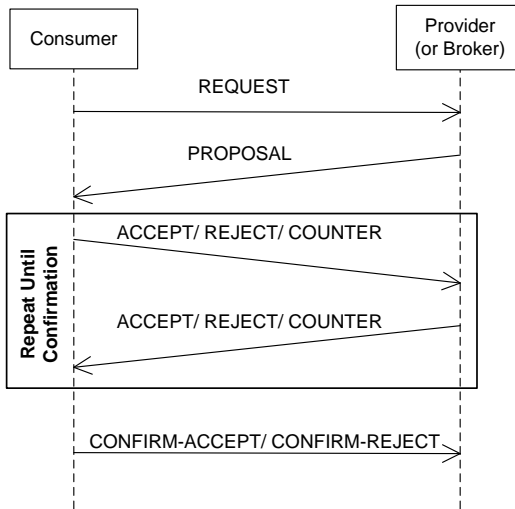 Consumer
Provider
(or Broker)
REQUEST
PROPOSAL
Repeat Until
Confirmation
ACCEPT/ REJECT/ COUNTER
ACCEPT/ REJECT/ COUNTER
CONFIRM-ACCEPT/ CONFIRM-REJECT